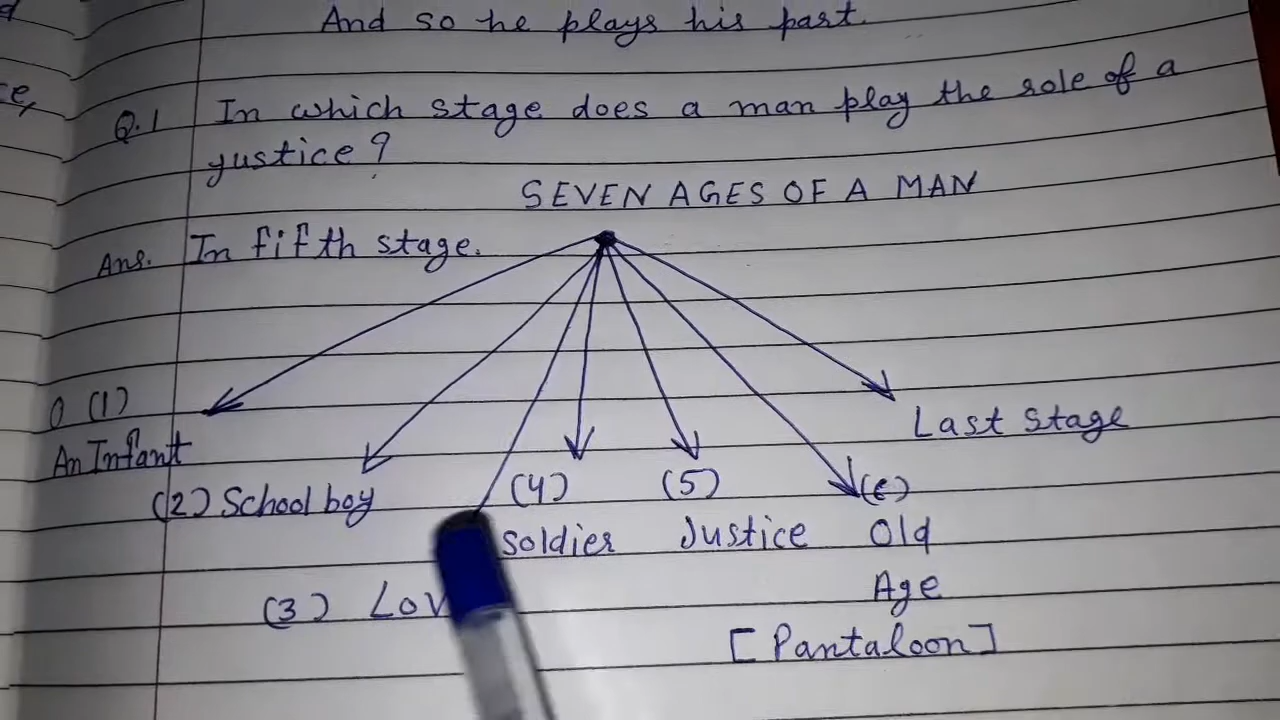 And so he plays his part.
ce,
Q.1 In which stage does a man play the role of a
justice?
SEVEN AGES OF A MAN
Ans. In fifth stage.
(1)
An Infant
Last stage
(2) School boy
(4)
(5)
(6)
Soldier
Justice
Old
Age
(3)
[Pantaloon]